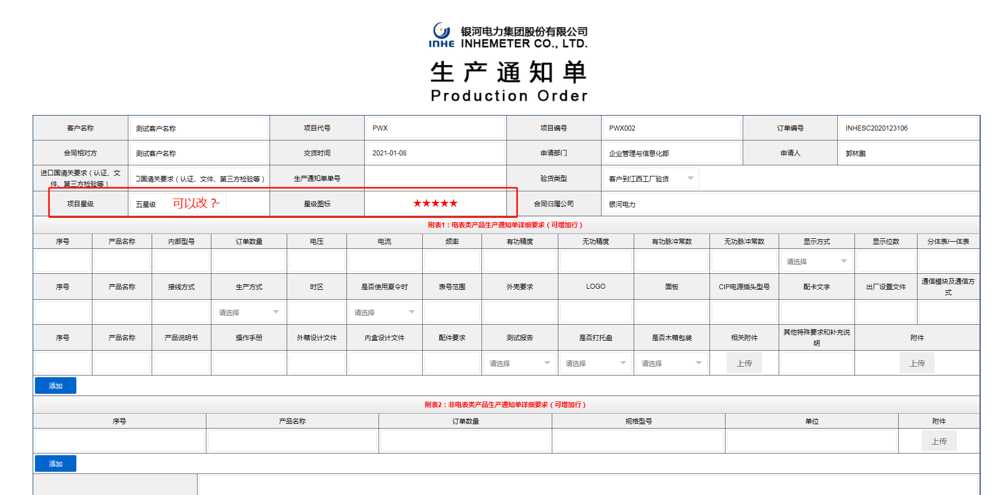 INHE
银河电力集团股份有限公司
INHEMETER CO., LTD.
生产通知单
Production Order
客户名称 测试客户名称 项目代号 PWX 项目编号 PWX002 订单编号 INHESC2020123106
合同相对方 测试客户名称 交货时间 2021-01-08 申请部门 企业管理与信息化部 申请人 郭林鹏
进口国清关要求（认证、文
件、第三方检验等）
口国清关要求（认证、文件、第三方检验等） 生产通知单单号 验货类型 客户到江西工厂验货
项目星级 五星级 可以改？ 星级图标 ★★★★★ 合同归属公司 银河电力
附表1：电表类产品生产通知单详细要求（可增加行）
序号 产品名称 内部型号 订单数量 电压 电流 频率 有功精度 无功精度 有功脉冲常数 无功脉冲常数 显示方式 显示位数 分体表/一体表
请选择
序号 产品名称 接线方式 生产方式 时区 是否使用夏令时 表号范围 外壳要求 LOGO 面板 CIP电源插头型号 配卡文字 出厂设置文件 通信模块及通信方
式
请选择 请选择
序号 产品名称 产品说明书 操作手册 外箱设计文件 内盒设计文件 配件要求 测试报告 是否打托盘 是否木箱包装 相关附件 其他特殊要求和补充说
明
附件
请选择 请选择 请选择 上传 上传
添加
附表2：非电表类产品生产通知单详细要求（可增加行）
序号 产品名称 订单数量 规格型号 单位 附件
上传
添加